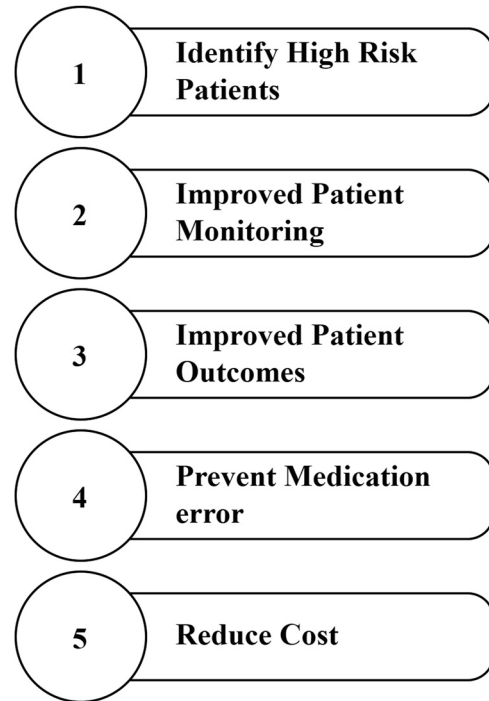 1
Identify High Risk
Patients
2
Improved Patient
Monitoring
3
Improved Patient
Outcomes
4
Prevent Medication
error
5
Reduce Cost